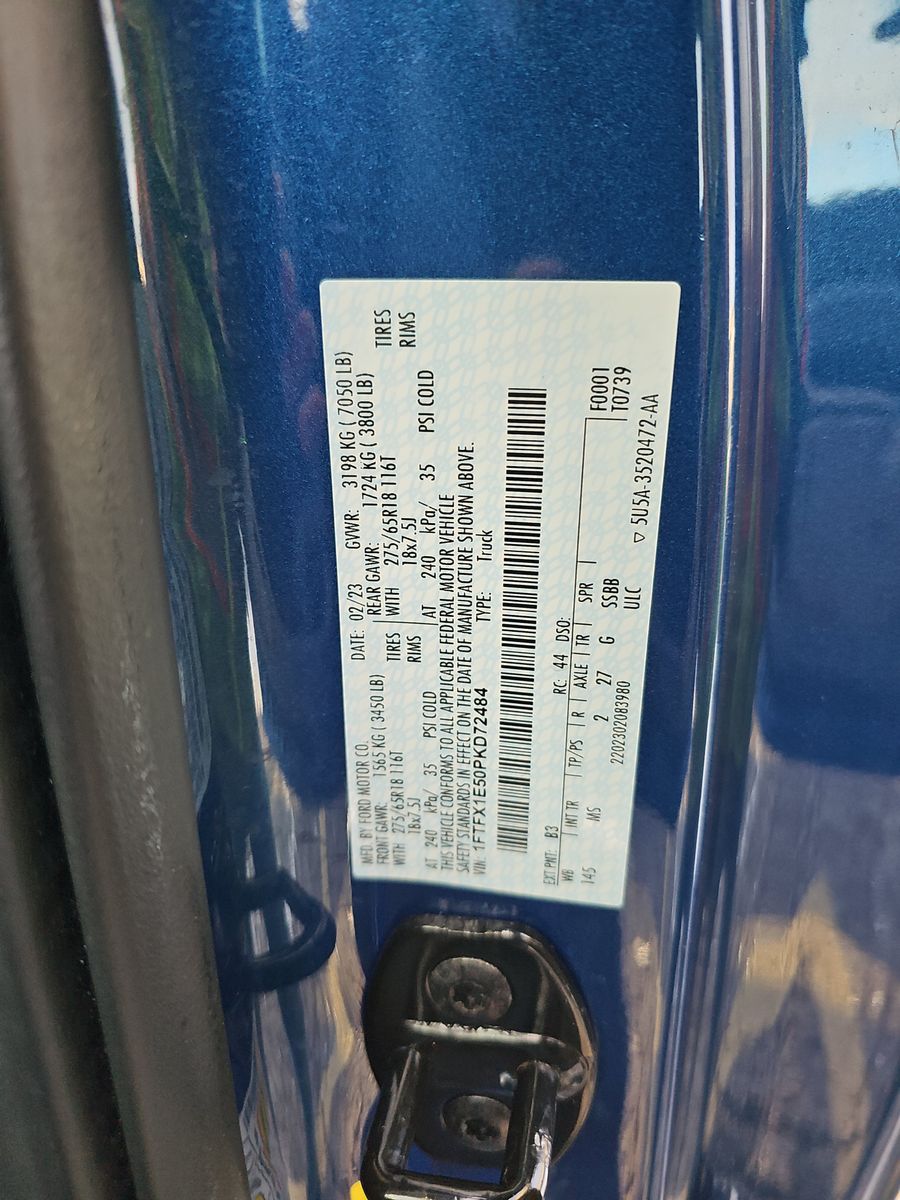 MFD. BY FORD MOTOR CO.
DATE: 02/23 GVWR: 3198 KG ( 7050 LB)
FRONT GAWR: 1565 KG ( 3450 LB) REAR GAWR: 1724 KG ( 3800 LB)
WITH 275/65R18 116T TIRES WITH 275/65R18 116T TIRES
18x7.5J RIMS 18x7.5J RIMS
AT 240 kPa/ 35 PSI COLD AT 240 kPa/ 35 PSI COLD
THIS VEHICLE CONFORMS TO ALL APPLICABLE FEDERAL MOTOR VEHICLE
SAFETY STANDARDS IN EFFECT ON THE DATE OF MANUFACTURE SHOWN ABOVE.
VIN: 1FTFX1E50PKD72484 TYPE: Truck
EXT PNT: B3 RC: 44 DSO:
WB INT TR TP/PS R AXLE TR SPR F0001
145 MS 2 27 G SSBB T0739
2202302083980 ULC
▽ 5U5A-3520472-AA